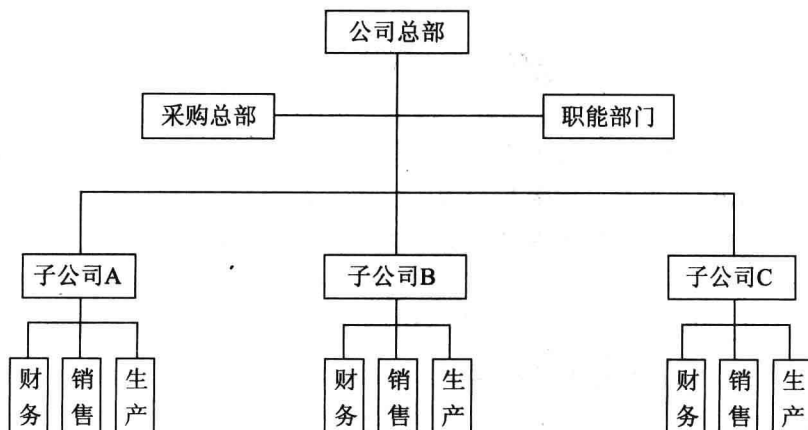 公司总部
采购总部
职能部门
子公司A
子公司B
子公司C
财务
销售
生产
财务
销售
生产
财务
销售
生产